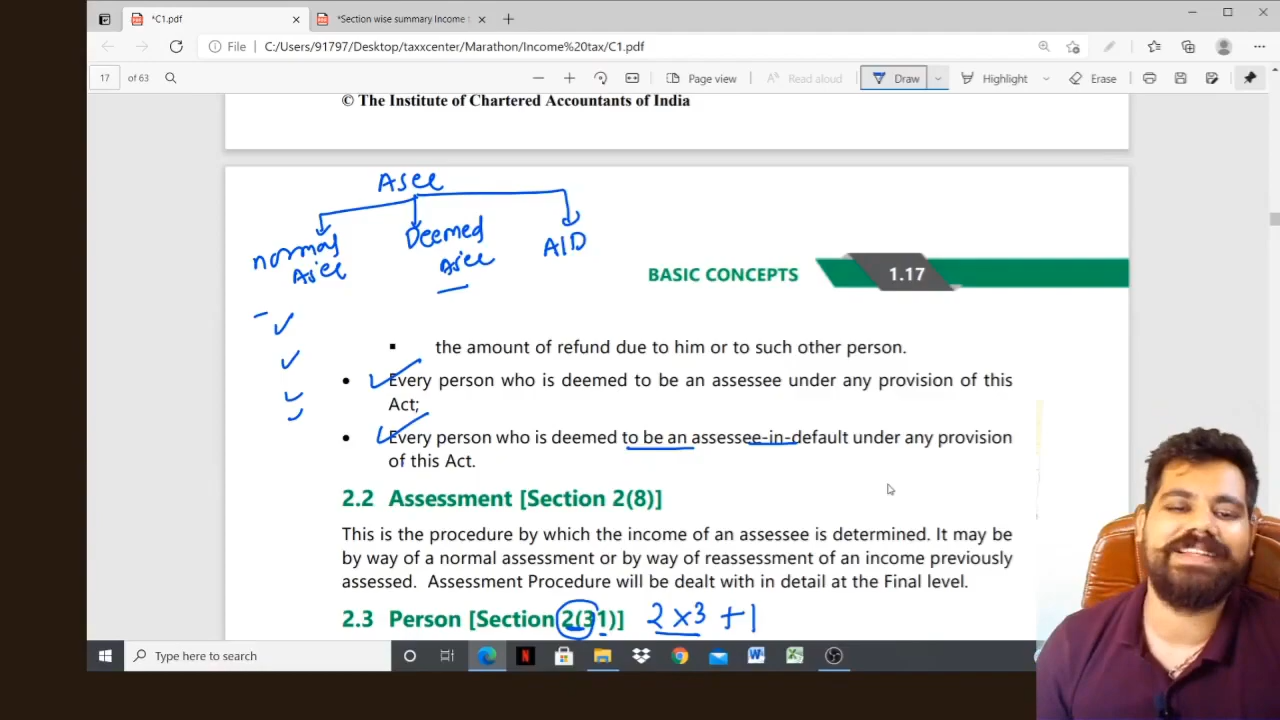 *C1.pdf
*Section wise summary Income t
File
C:/Users/91797/Desktop/taxxcenter/Marathon/Income%20tax/C1.pdf
17 of 63
Page view
Read aloud
Draw
Highlight
Erase
© The Institute of Chartered Accountants of India
Asee
normal Asee
Deemed Asee
AID
BASIC CONCEPTS 1.17
the amount of refund due to him or to such other person.
Every person who is deemed to be an assessee under any provision of this
Act;
Every person who is deemed to be an assessee-in-default under any provision
of this Act.
2.2 Assessment [Section 2(8)]
This is the procedure by which the income of an assessee is determined. It may be
by way of a normal assessment or by way of reassessment of an income previously
assessed. Assessment Procedure will be dealt with in detail at the Final level.
2.3 Person [Section 2(31)] 2x3 +1
Type here to search